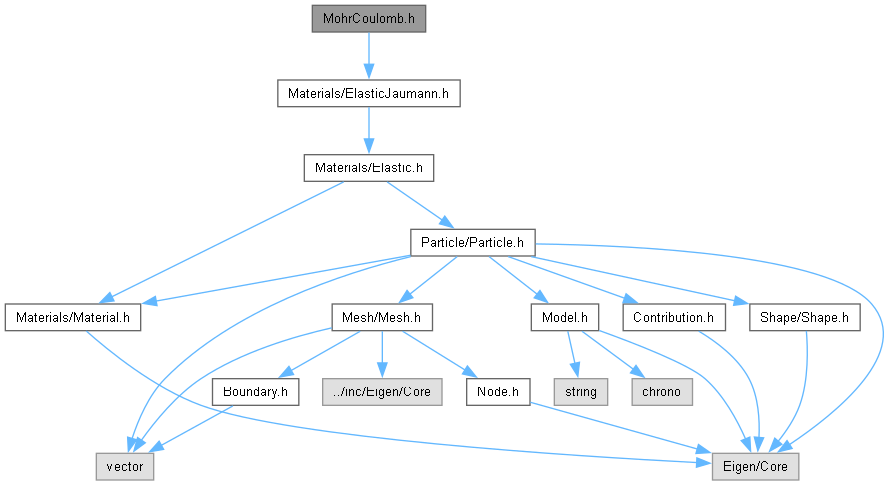 MohrCoulomb.h
Materials/ElasticJaumann.h
Materials/Elastic.h
Particle/Particle.h
Materials/Material.h
Mesh/Mesh.h
Model.h
Contribution.h
Shape/Shape.h
Boundary.h
../inc/Eigen/Core
Node.h
string
chrono
vector
Eigen/Core